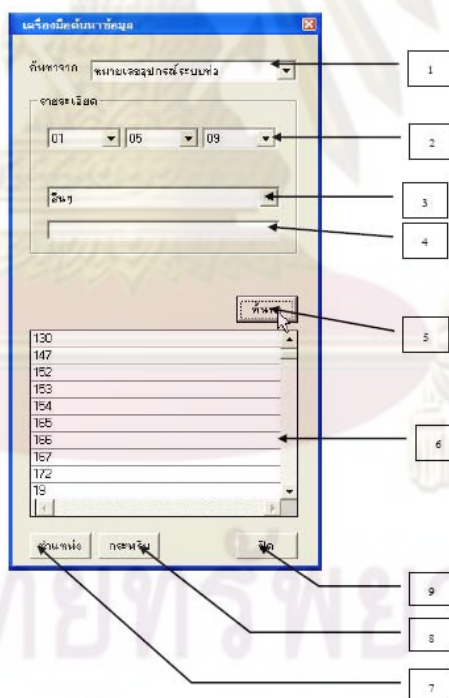 เครื่องมือค้นหาข้อมูล
ค้นหาจาก หมายเลขอุปกรณ์ระบบท่อ
รายละเอียด
01 05 09
อื่นๆ
ค้นหา
130
147
152
153
154
165
166
167
172
19
ตำแหน่ง กระพริบ ปิด
1
2
3
4
5
6
9
8
7